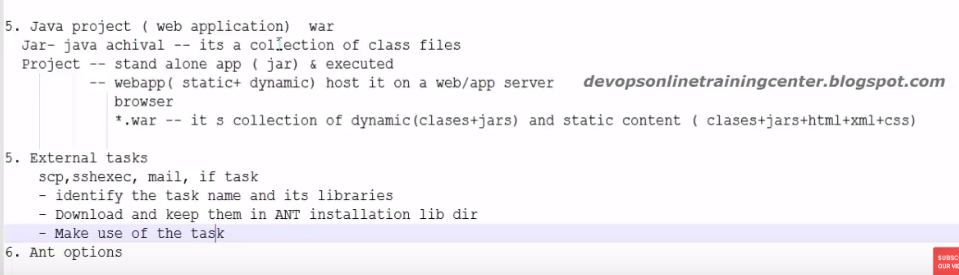 5. Java project ( web application)  war
Jar- java achival -- its a collection of class files
Project -- stand alone app ( jar) & executed
-- webapp( static+ dynamic) host it on a web/app server
devopsonlinetrainingcenter.blogspot.com
browser
*.war -- it s collection of dynamic(clases+jars) and static content ( clases+jars+html+xml+css)
5. External tasks
scp,sshexec, mail, if task
- identify the task name and its libraries
- Download and keep them in ANT installation lib dir
- Make use of the task
6. Ant options
SUBSC
OUR VI